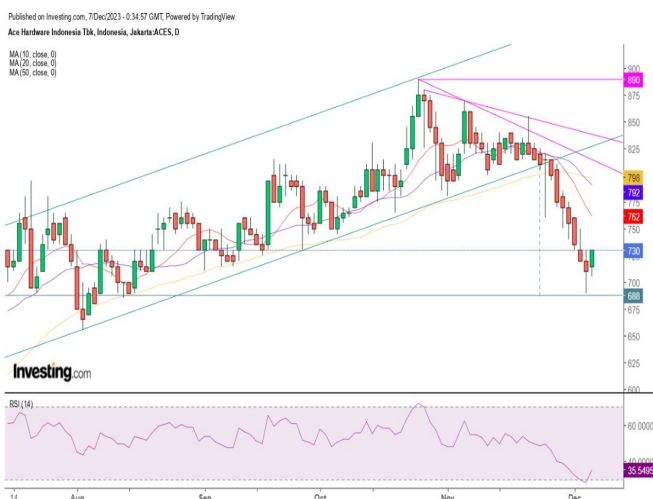 Published on Investing.com, 7/Dec/2023 - 0:34:57 GMT, Powered by TradingView.
Ace Hardware Indonesia Tbk, Indonesia, Jakarta:ACES, D
MA (10, close, 0)
MA (20, close, 0)
MA (50, close, 0)
900
890
875
850
825
798
792
775
762
750
730
700
688
675
650
625
600
Investing.com
RSI (14)
60.0000
40.0000
35.5495
14 Aug Sep Oct Nov Dec